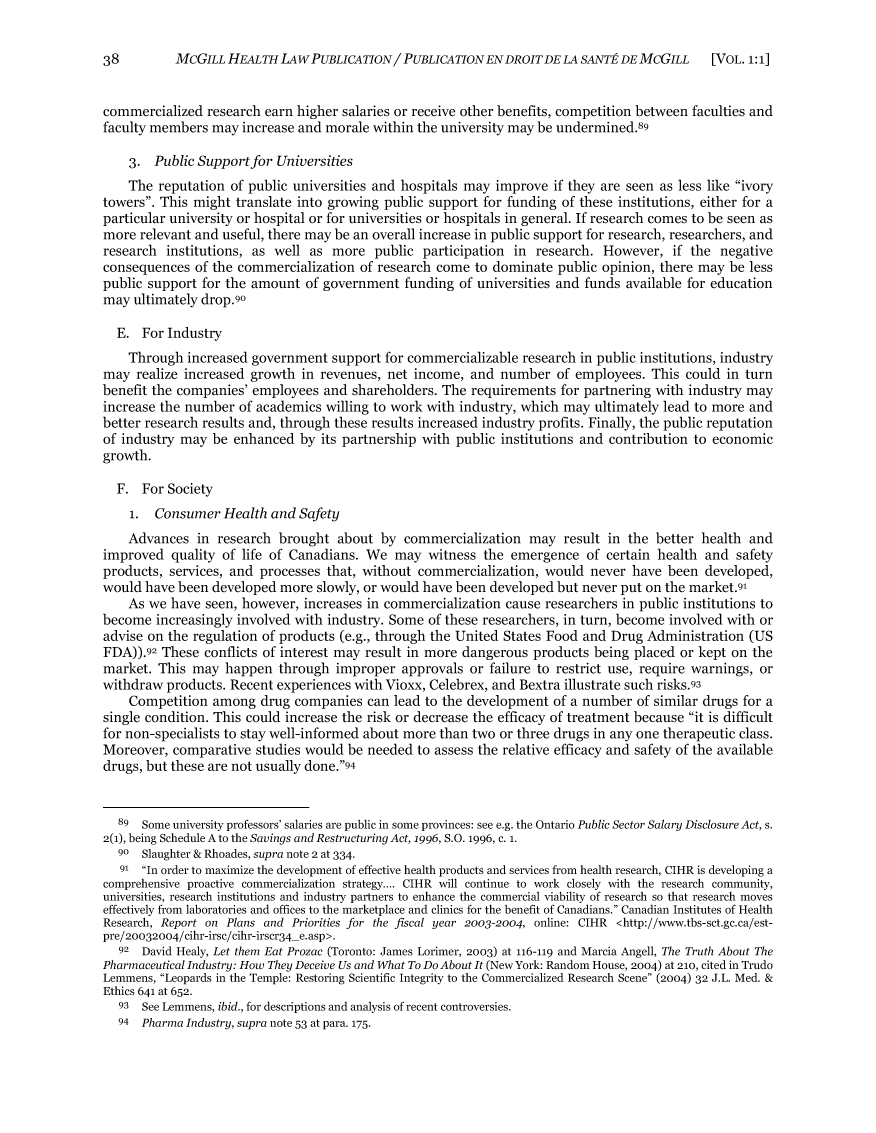 38 MCGILL HEALTH LAW PUBLICATION / PUBLICATION EN DROIT DE LA SANTÉ DE MCGILL [VOL. 1:1]
commercialized research earn higher salaries or receive other benefits, competition between faculties and
faculty members may increase and morale within the university may be undermined.89
3. Public Support for Universities
The reputation of public universities and hospitals may improve if they are seen as less like “ivory
towers”. This might translate into growing public support for funding of these institutions, either for a
particular university or hospital or for universities or hospitals in general. If research comes to be seen as
more relevant and useful, there may be an overall increase in public support for research, researchers, and
research institutions, as well as more public participation in research. However, if the negative
consequences of the commercialization of research come to dominate public opinion, there may be less
public support for the amount of government funding of universities and funds available for education
may ultimately drop.90
E. For Industry
Through increased government support for commercializable research in public institutions, industry
may realize increased growth in revenues, net income, and number of employees. This could in turn
benefit the companies’ employees and shareholders. The requirements for partnering with industry may
increase the number of academics willing to work with industry, which may ultimately lead to more and
better research results and, through these results increased industry profits. Finally, the public reputation
of industry may be enhanced by its partnership with public institutions and contribution to economic
growth.
F. For Society
1. Consumer Health and Safety
Advances in research brought about by commercialization may result in the better health and
improved quality of life of Canadians. We may witness the emergence of certain health and safety
products, services, and processes that, without commercialization, would never have been developed,
would have been developed more slowly, or would have been developed but never put on the market.91
As we have seen, however, increases in commercialization cause researchers in public institutions to
become increasingly involved with industry. Some of these researchers, in turn, become involved with or
advise on the regulation of products (e.g., through the United States Food and Drug Administration (US
FDA)).92 These conflicts of interest may result in more dangerous products being placed or kept on the
market. This may happen through improper approvals or failure to restrict use, require warnings, or
withdraw products. Recent experiences with Vioxx, Celebrex, and Bextra illustrate such risks.93
Competition among drug companies can lead to the development of a number of similar drugs for a
single condition. This could increase the risk or decrease the efficacy of treatment because “it is difficult
for non-specialists to stay well-informed about more than two or three drugs in any one therapeutic class.
Moreover, comparative studies would be needed to assess the relative efficacy and safety of the available
drugs, but these are not usually done.”94
89 Some university professors’ salaries are public in some provinces: see e.g. the Ontario Public Sector Salary Disclosure Act, s.
2(1), being Schedule A to the Savings and Restructuring Act, 1996, S.O. 1996, c. 1.
90 Slaughter & Rhoades, supra note 2 at 334.
91 “In order to maximize the development of effective health products and services from health research, CIHR is developing a
comprehensive proactive commercialization strategy.... CIHR will continue to work closely with the research community,
universities, research institutions and industry partners to enhance the commercial viability of research so that research moves
effectively from laboratories and offices to the marketplace and clinics for the benefit of Canadians.” Canadian Institutes of Health
Research, Report on Plans and Priorities for the fiscal year 2003-2004, online: CIHR <http://www.tbs-sct.gc.ca/est-
pre/20032004/cihr-irsc/cihr-irscr34_e.asp>.
92 David Healy, Let them Eat Prozac (Toronto: James Lorimer, 2003) at 116-119 and Marcia Angell, The Truth About The
Pharmaceutical Industry: How They Deceive Us and What To Do About It (New York: Random House, 2004) at 210, cited in Trudo
Lemmens, “Leopards in the Temple: Restoring Scientific Integrity to the Commercialized Research Scene” (2004) 32 J.L. Med. &
Ethics 641 at 652.
93 See Lemmens, ibid., for descriptions and analysis of recent controversies.
94 Pharma Industry, supra note 53 at para. 175.